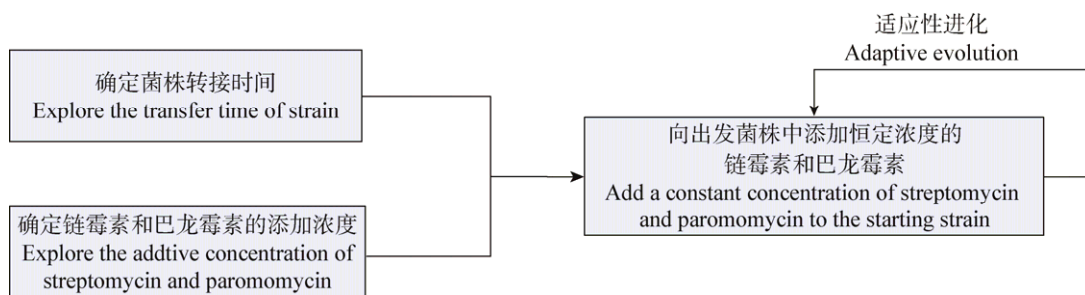 确定菌株转接时间
Explore the transfer time of strain
确定链霉素和巴龙霉素的添加浓度
Explore the addtive concentration of
streptomycin and paromomycin
适应性进化
Adaptive evolution
向出发菌株中添加恒定浓度的
链霉素和巴龙霉素
Add a constant concentration of streptomycin
and paromomycin to the starting strain